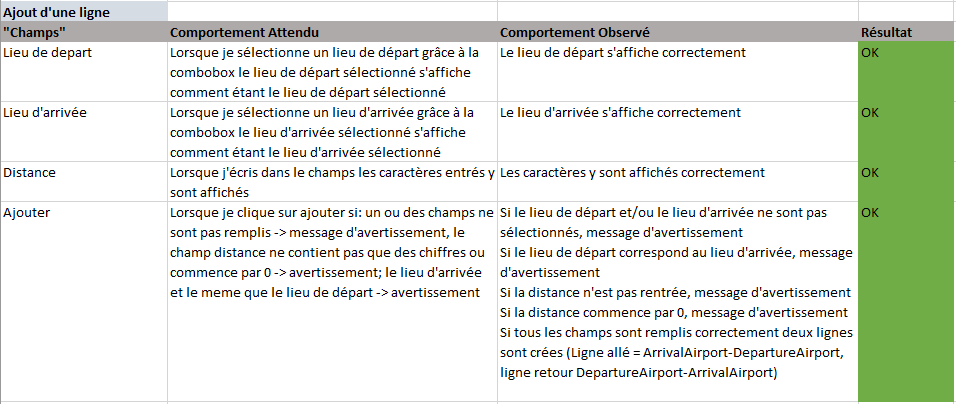 Ajout d'une ligne
"Champs" Comportement Attendu Comportement Observé Résultat
Lieu de depart Lorsque je sélectionne un lieu de départ grâce à la Le lieu de départ s'affiche correctement OK
combobox le lieu de départ sélectionné s'affiche
comment étant le lieu de départ sélectionné
Lieu d'arrivée Lorsque je sélectionne un lieu d'arrivée grâce à la Le lieu d'arrivée s'affiche correctement OK
combobox le lieu d'arrivée sélectionné s'affiche
comment étant le lieu d'arrivée sélectionné
Distance Lorsque j'écris dans le champs les caractères entrés y Les caractères y sont affichés correctement OK
sont affichés
Ajouter Lorsque je clique sur ajouter si: un ou des champs ne Si le lieu de départ et/ou le lieu d'arrivée ne sont pas OK
sont pas remplis -> message d'avertissement, le sélectionnés, message d'avertissement
champ distance ne contient pas que des chiffres ou Si le lieu de départ correspond au lieu d'arrivée, message
commence par 0 -> avertissement; le lieu d'arrivée d'avertissement
et le meme que le lieu de départ -> avertissement Si la distance n'est pas rentrée, message d'avertissement
Si la distance commence par 0, message d'avertissement
Si tous les champs sont remplis correctement deux lignes
sont crées (Ligne allé = ArrivalAirport-DepartureAirport,
ligne retour DepartureAirport-ArrivalAirport)